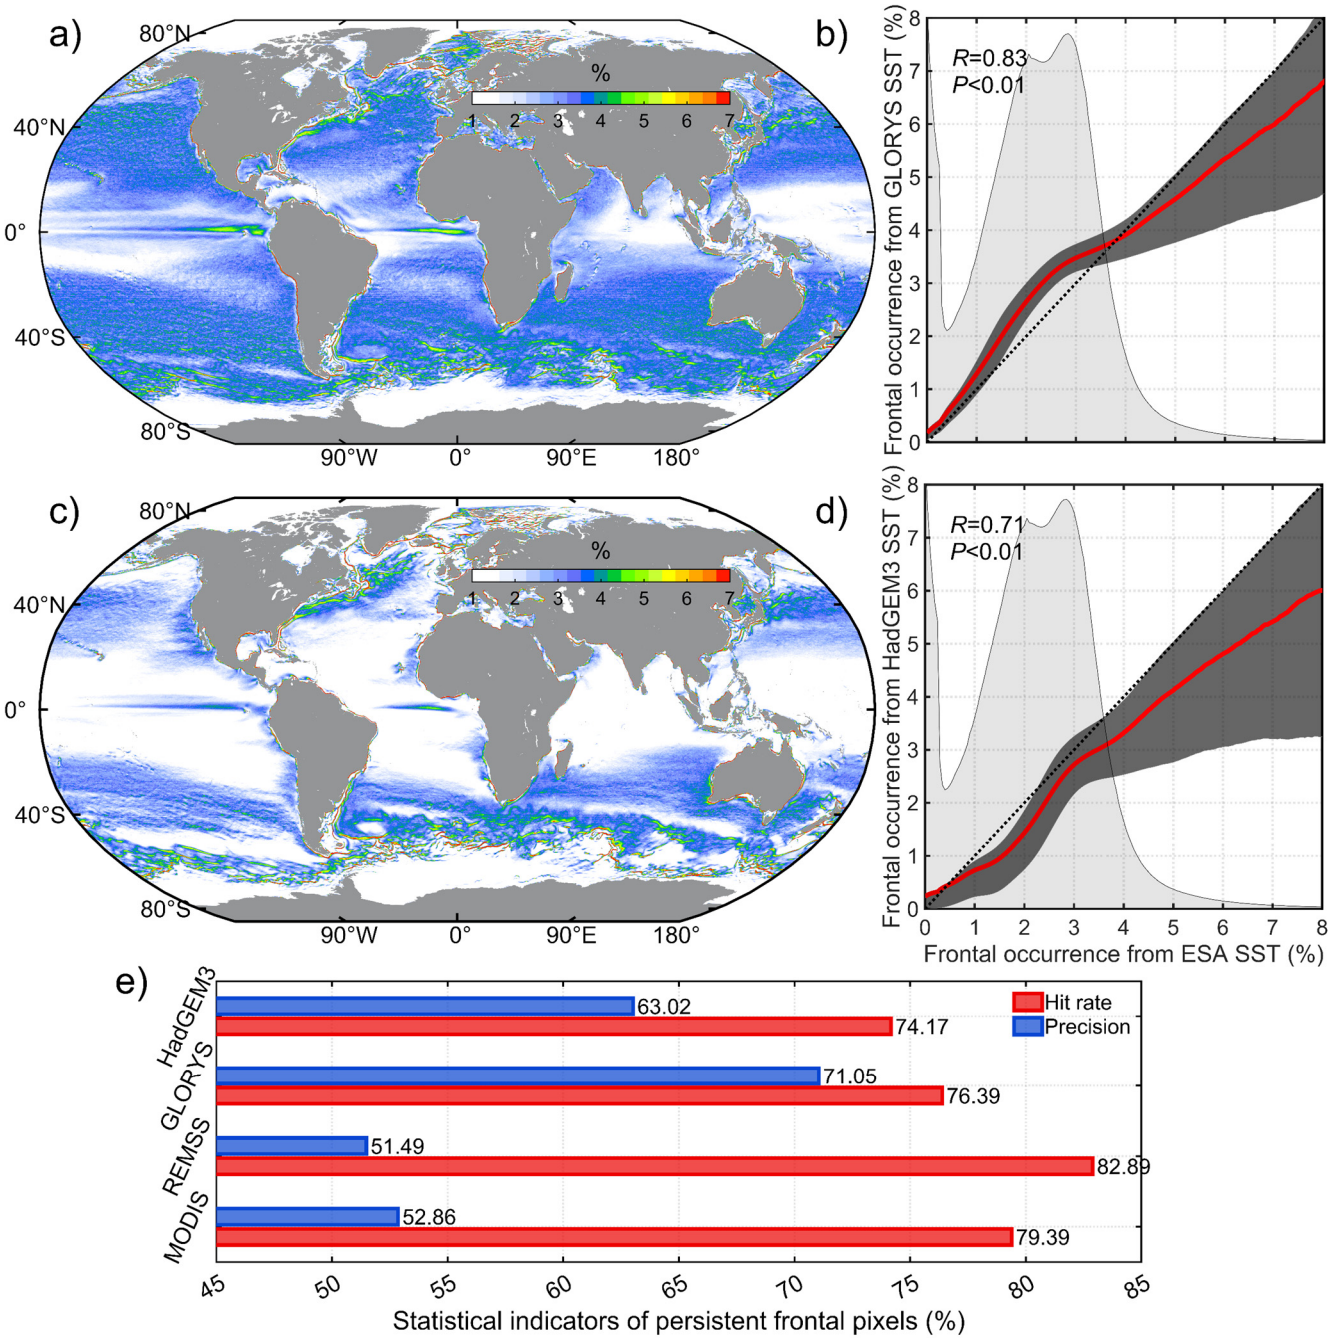 a)
80°N
40°N
0°
40°S
80°S
90°W 0° 90°E 180°
%
1 2 3 4 5 6 7
b)
R=0.83
P<0.01
Frontal occurrence from GLORYS SST (%)
8
7
6
5
4
3
2
1
0
c)
80°N
40°N
0°
40°S
80°S
90°W 0° 90°E 180°
%
1 2 3 4 5 6 7
d)
R=0.71
P<0.01
Frontal occurrence from HadGEM3 SST (%)
8
7
6
5
4
3
2
1
0
0 1 2 3 4 5 6 7 8
Frontal occurrence from ESA SST (%)
e)
Hit rate
Precision
HadGEM3
63.02
74.17
GLORYS
71.05
76.39
REMSS
51.49
82.89
MODIS
52.86
79.39
45 50 55 60 65 70 75 80 85
Statistical indicators of persistent frontal pixels (%)